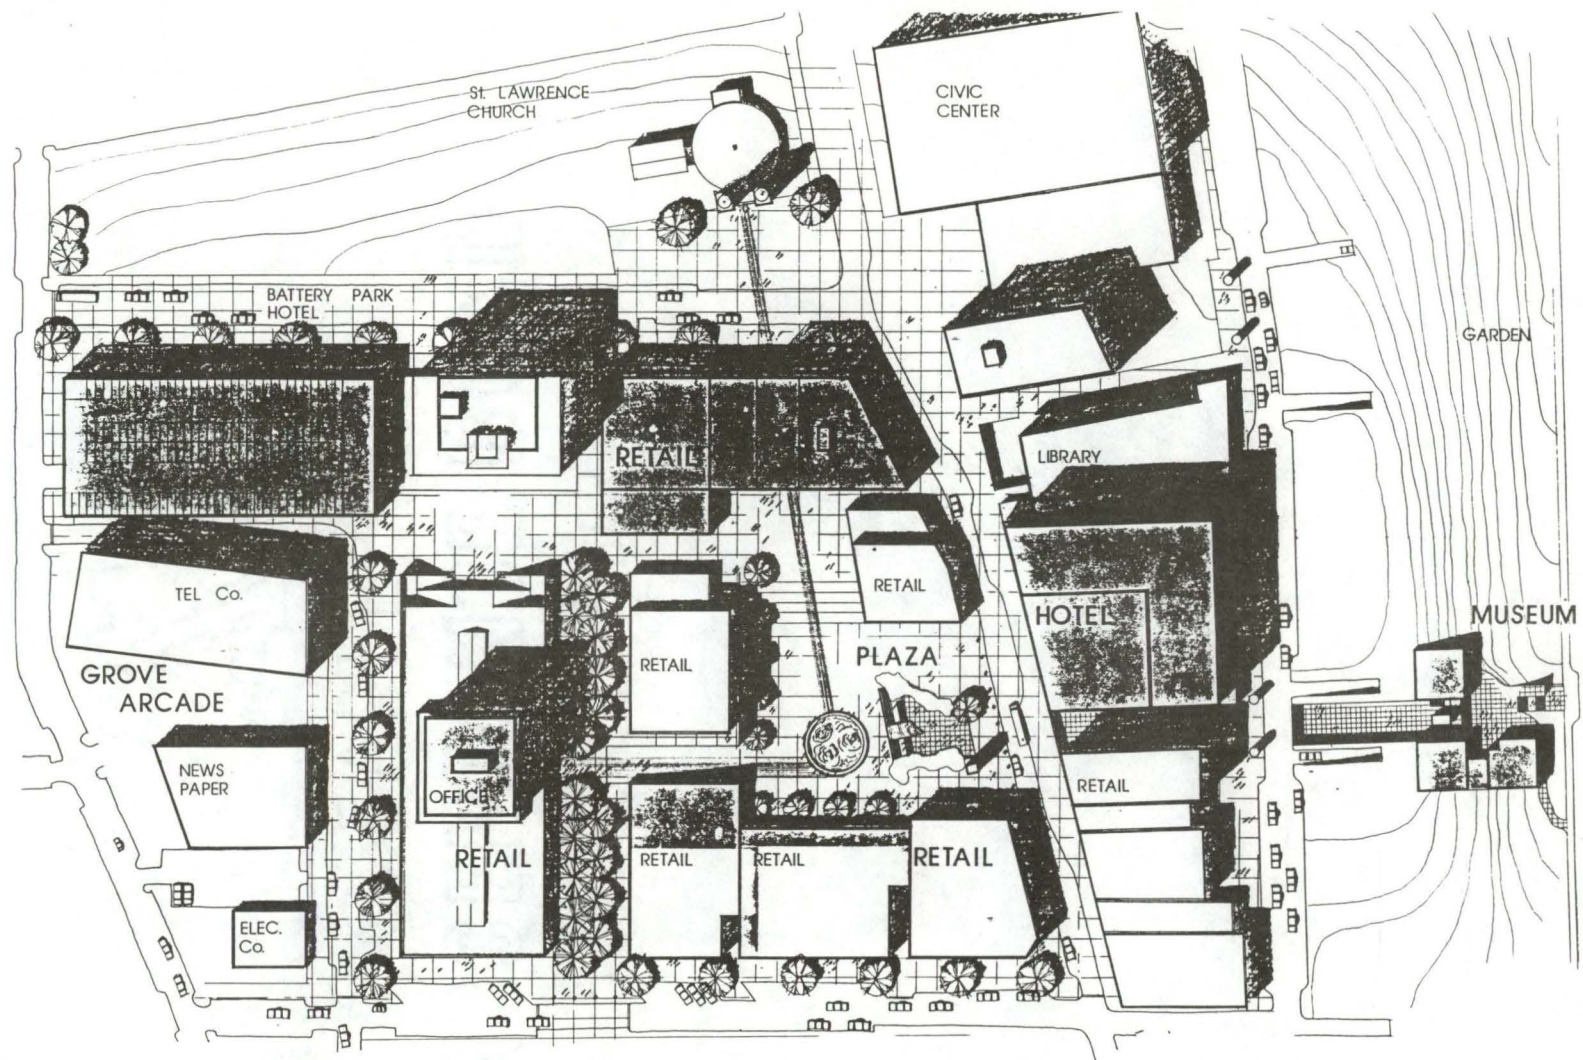 St. LAWRENCE
CHURCH
CIVIC
CENTER
BATTERY PARK
HOTEL
GARDEN
RETAIL
LIBRARY
TEL Co.
RETAIL
HOTEL
MUSEUM
RETAIL
PLAZA
GROVE
ARCADE
NEWS
PAPER
OFFICE
RETAIL
RETAIL
RETAIL
RETAIL
RETAIL
ELEC.
Co.